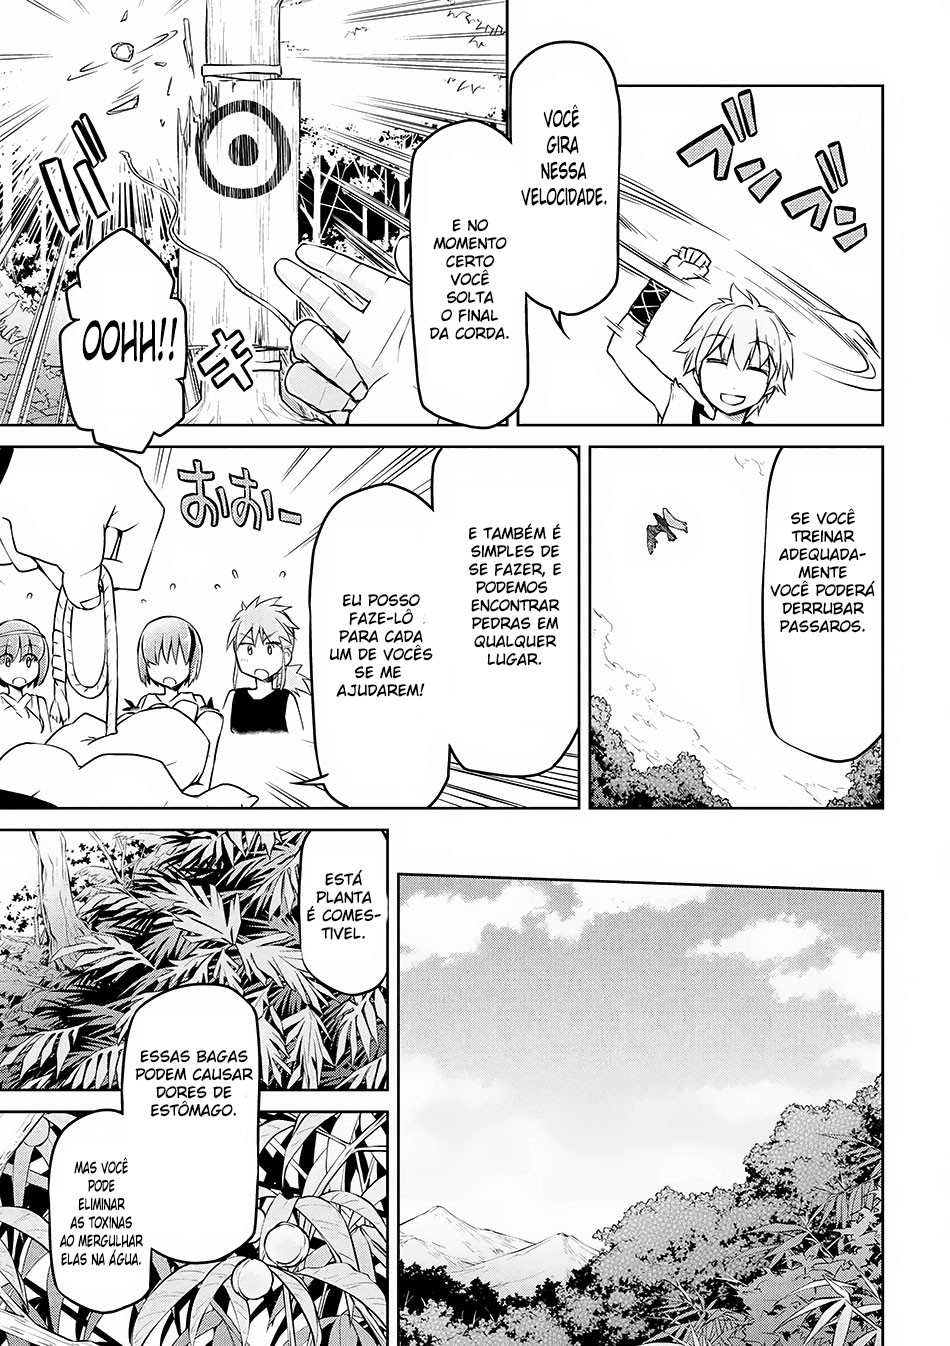 VOCÊ
GIRA
NESSA
VELOCIDADE.
ブンブン
E NO
MOMENTO
CERTO
VOCÊ
SOLTA
O FINAL
DA CORDA.
OOHH!!
SE VOCÊ
TREINAR
ADEQUADA-
MENTE
VOCÊ PODERÁ
DERRUBAR
PASSAROS.
E TAMBÉM É
SIMPLES DE
SE FAZER, E
PODEMOS
ENCONTRAR
PEDRAS EM
QUALQUER
LUGAR.
EU POSSO
FAZE-LÔ
PARA CADA
UM DE VOCÊS
SE ME
AJUDAREM!
おおー
ESTÁ
PLANTA
É COMES-
TIVEL.
ESSAS BAGAS
PODEM CAUSAR
DORES DE
ESTÔMAGO.
MAS VOCÊ
PODE
ELIMINAR
AS TOXINAS
AO MERGULHAR
ELAS NA ÁGUA.